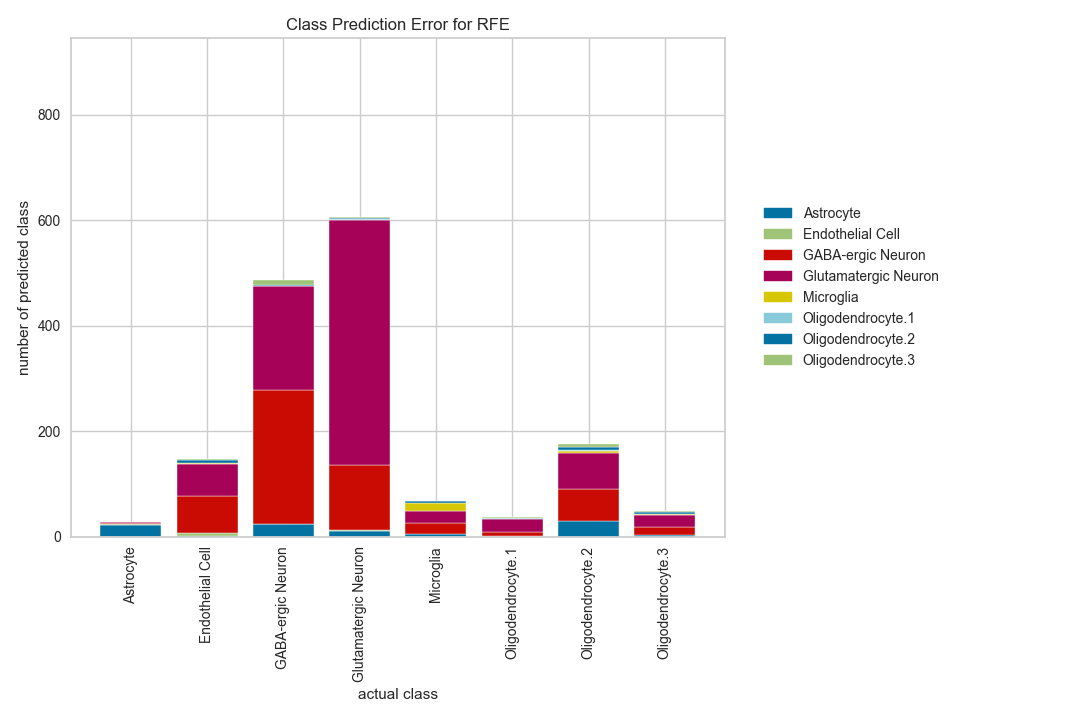 Class Prediction Error for RFE
number of predicted class
800
600
400
200
0
Astrocyte
Endothelial Cell
GABA-ergic Neuron
Glutamatergic Neuron
Microglia
Oligodendrocyte.1
Oligodendrocyte.2
Oligodendrocyte.3
actual class
Astrocyte
Endothelial Cell
GABA-ergic Neuron
Glutamatergic Neuron
Microglia
Oligodendrocyte.1
Oligodendrocyte.2
Oligodendrocyte.3